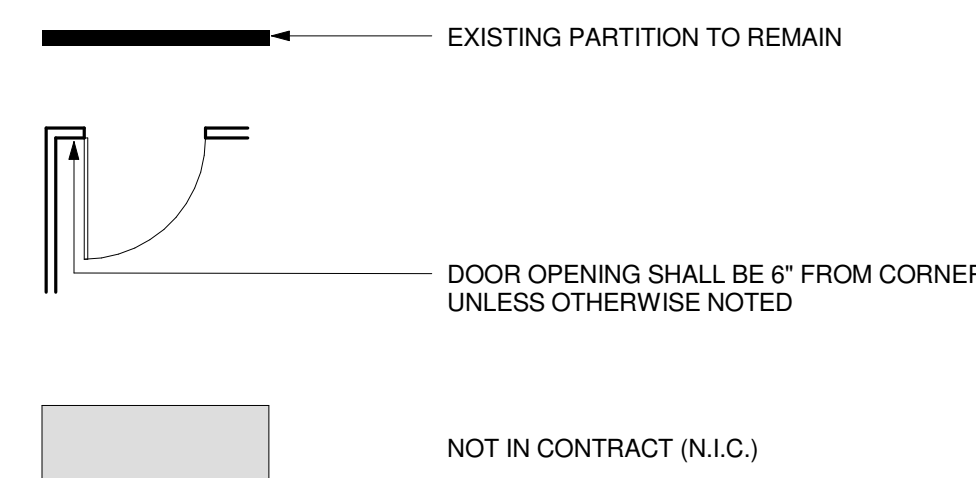 EXISTING PARTITION TO REMAIN
DOOR OPENING SHALL BE 6" FROM CORNER
UNLESS OTHERWISE NOTED
NOT IN CONTRACT (N.I.C.)